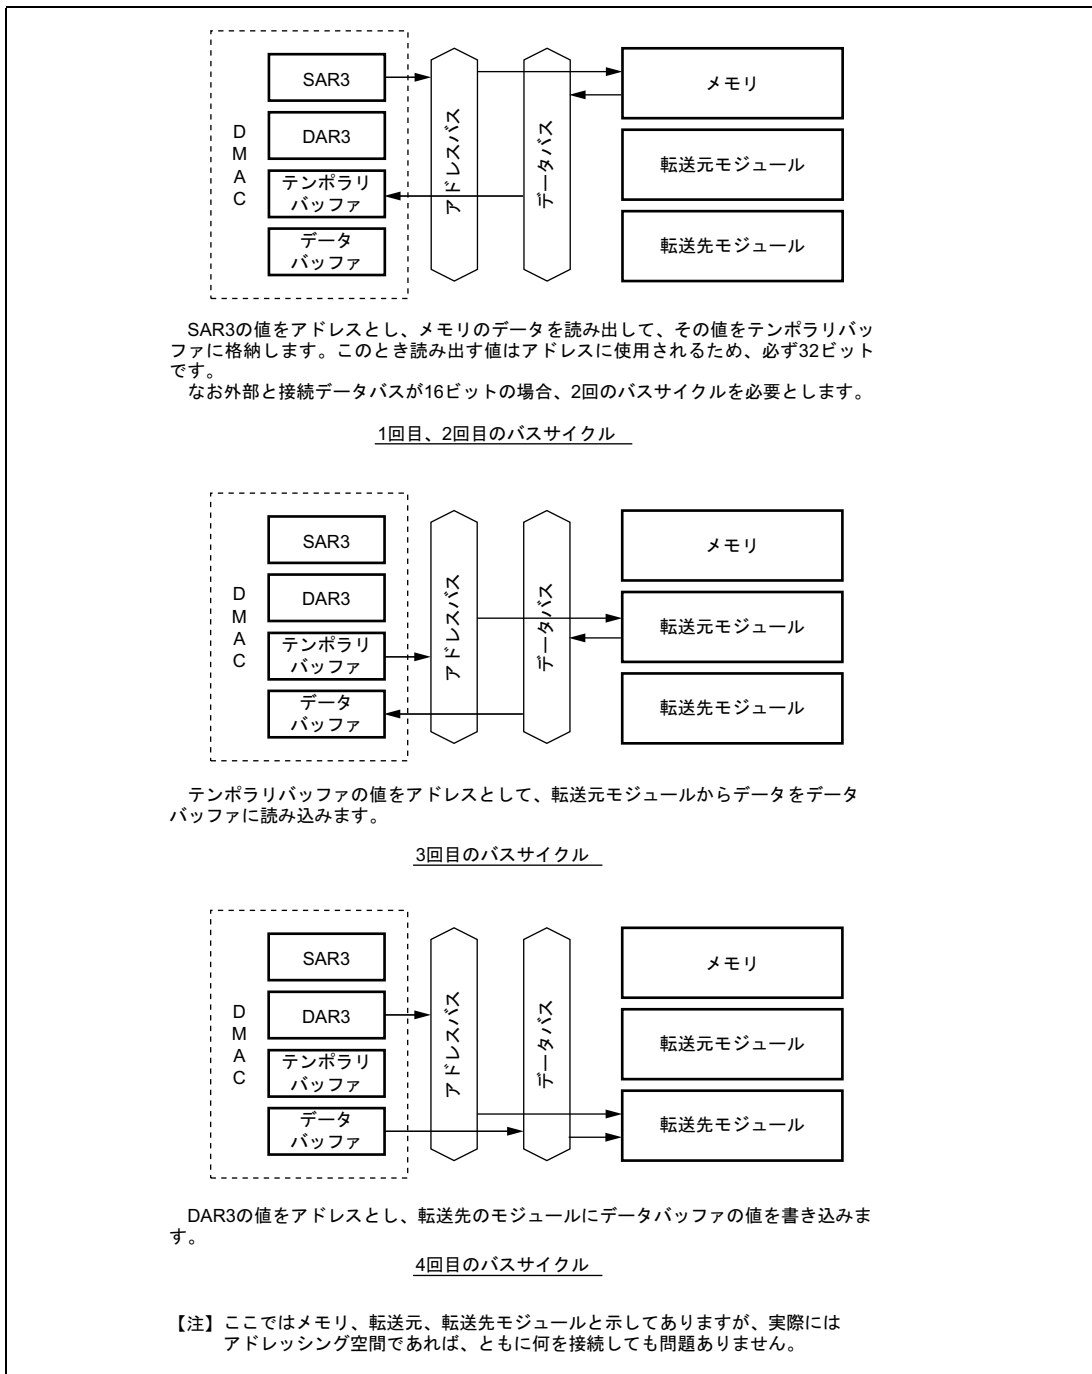 SAR3
DAR3
テンポラリ
バッファ
データ
バッファ
DMAC
アドレスバス
データバス
メモリ
転送元モジュール
転送先モジュール
SAR3の値をアドレスとし、メモリのデータを読み出して、その値をテンポラリバッ
ファに格納します。このとき読み出す値はアドレスに使用されるため、必ず32ビット
です。
なお外部と接続データバスが16ビットの場合、2回のバスサイクルを必要とします。
1回目、2回目のバスサイクル
SAR3
DAR3
テンポラリ
バッファ
データ
バッファ
DMAC
アドレスバス
データバス
メモリ
転送元モジュール
転送先モジュール
テンポラリバッファの値をアドレスとして、転送元モジュールからデータをデータ
バッファに読み込みます。
3回目のバスサイクル
SAR3
DAR3
テンポラリ
バッファ
データ
バッファ
DMAC
アドレスバス
データバス
メモリ
転送元モジュール
転送先モジュール
DAR3の値をアドレスとし、転送先のモジュールにデータバッファの値を書き込みま
す。
4回目のバスサイクル
【注】ここではメモリ、転送元、転送先モジュールと示してありますが、実際には
アドレッシング空間であれば、ともに何を接続しても問題ありません。